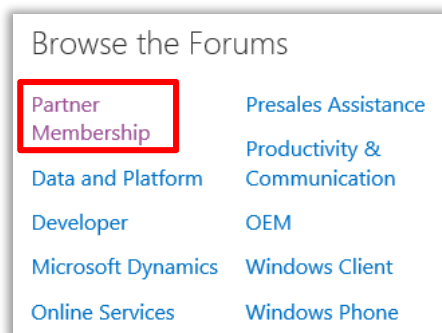 Browse the Forums
Partner
Membership
Data and Platform
Developer
Microsoft Dynamics
Online Services
Presales Assistance
Productivity &
Communication
OEM
Windows Client
Windows Phone